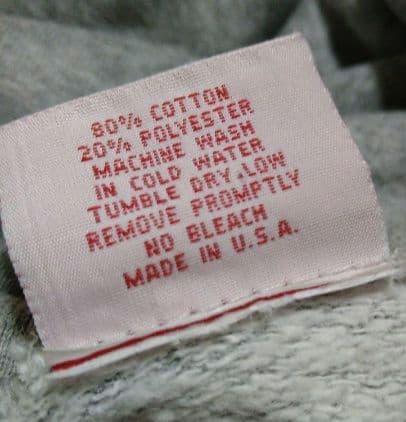 80% COTTON
20% POLYESTER
MACHINE WASH
IN COLD WATER
TUMBLE DRY.LOW
REMOVE PROMPTLY
NO BLEACH
MADE IN U.S.A.